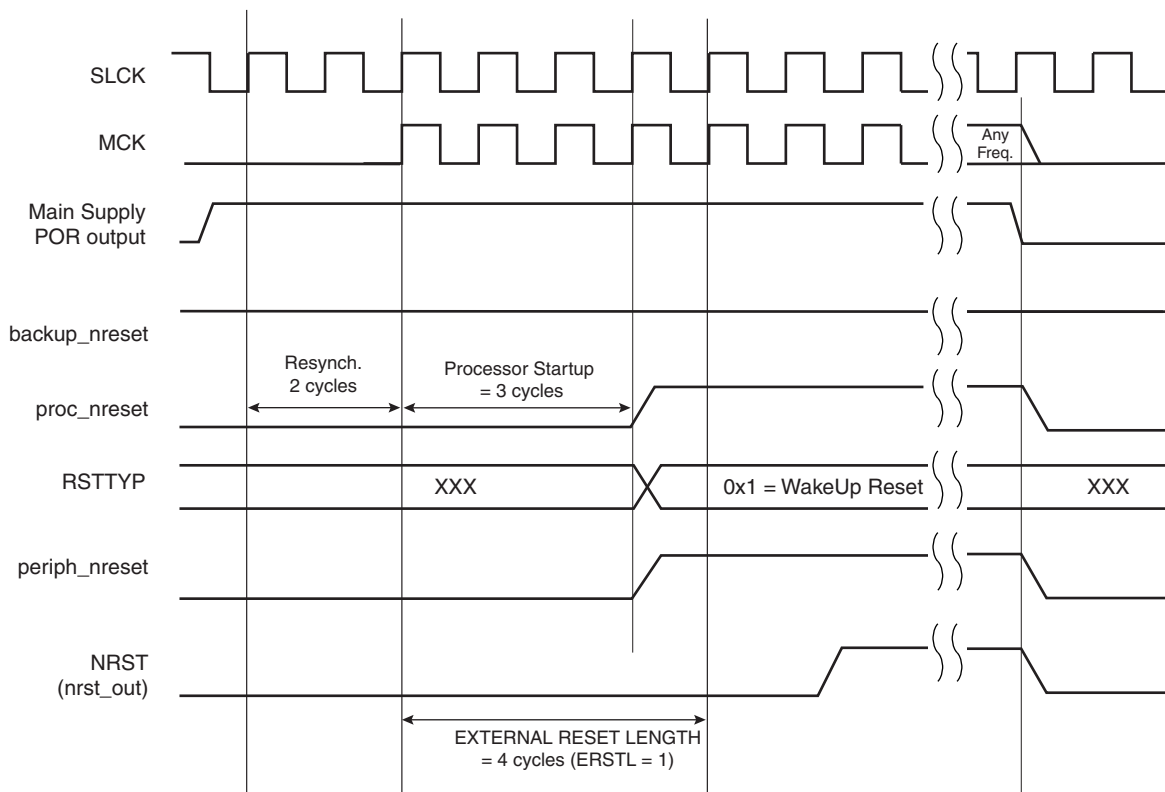 SLCK
MCK
Any
Freq.
Main Supply
POR output
backup_nreset
Resynch.
2 cycles
Processor Startup
= 3 cycles
proc_nreset
RSTTYP
XXX
0x1 = WakeUp Reset
XXX
periph_nreset
NRST
(nrst_out)
EXTERNAL RESET LENGTH
= 4 cycles (ERSTL = 1)